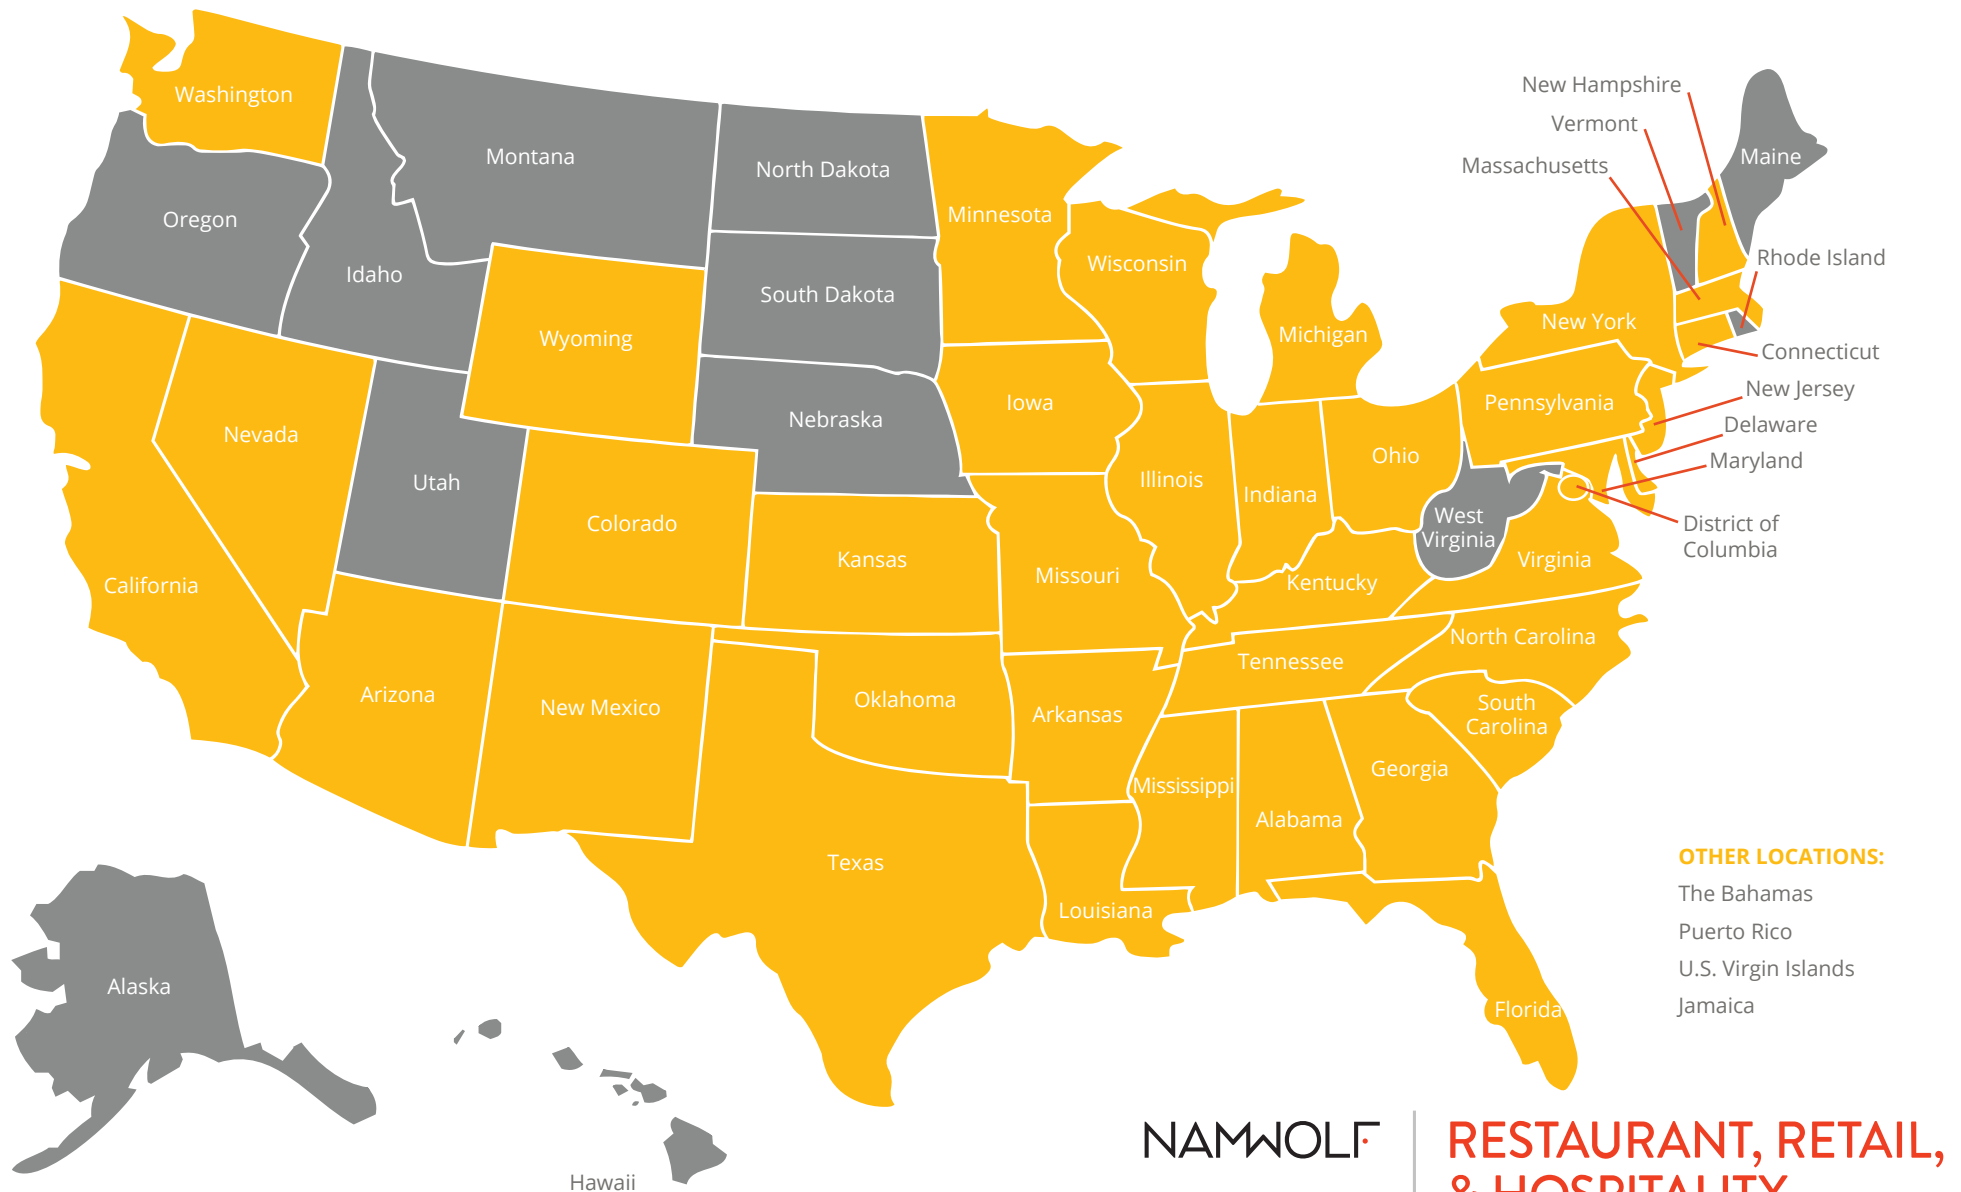 Washington
Oregon
Idaho
Montana
North Dakota
South Dakota
Minnesota
Wisconsin
Michigan
Wyoming
Nebraska
Iowa
Nevada
Utah
Colorado
Kansas
Missouri
Illinois
Indiana
Ohio
Kentucky
West
Virginia
Virginia
Pennsylvania
New York
New Hampshire
Vermont
Massachusetts
Maine
Rhode Island
Connecticut
New Jersey
Delaware
Maryland
District of
Columbia
California
Arizona
New Mexico
Oklahoma
Arkansas
Tennessee
North Carolina
South
Carolina
Mississippi
Alabama
Georgia
Texas
Louisiana
Florida
Alaska
Hawaii
OTHER LOCATIONS:
The Bahamas
Puerto Rico
U.S. Virgin Islands
Jamaica
NAMWOLF
RESTAURANT, RETAIL,
& HOSPITALITY